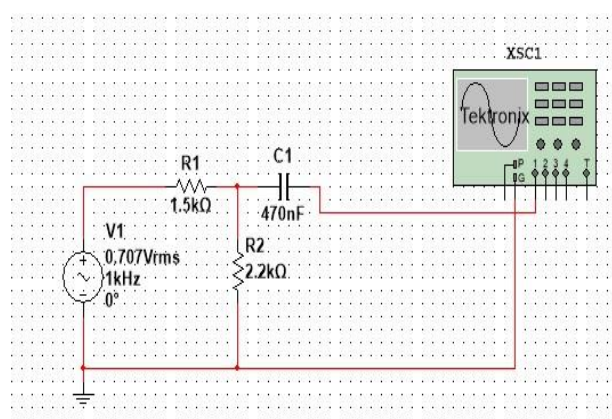 XSC1
Tektronix
P
G
1 2 3 4 T
R1
1.5kΩ
C1
470nF
V1
0.707Vrms
1kHz
0°
R2
2.2kΩ